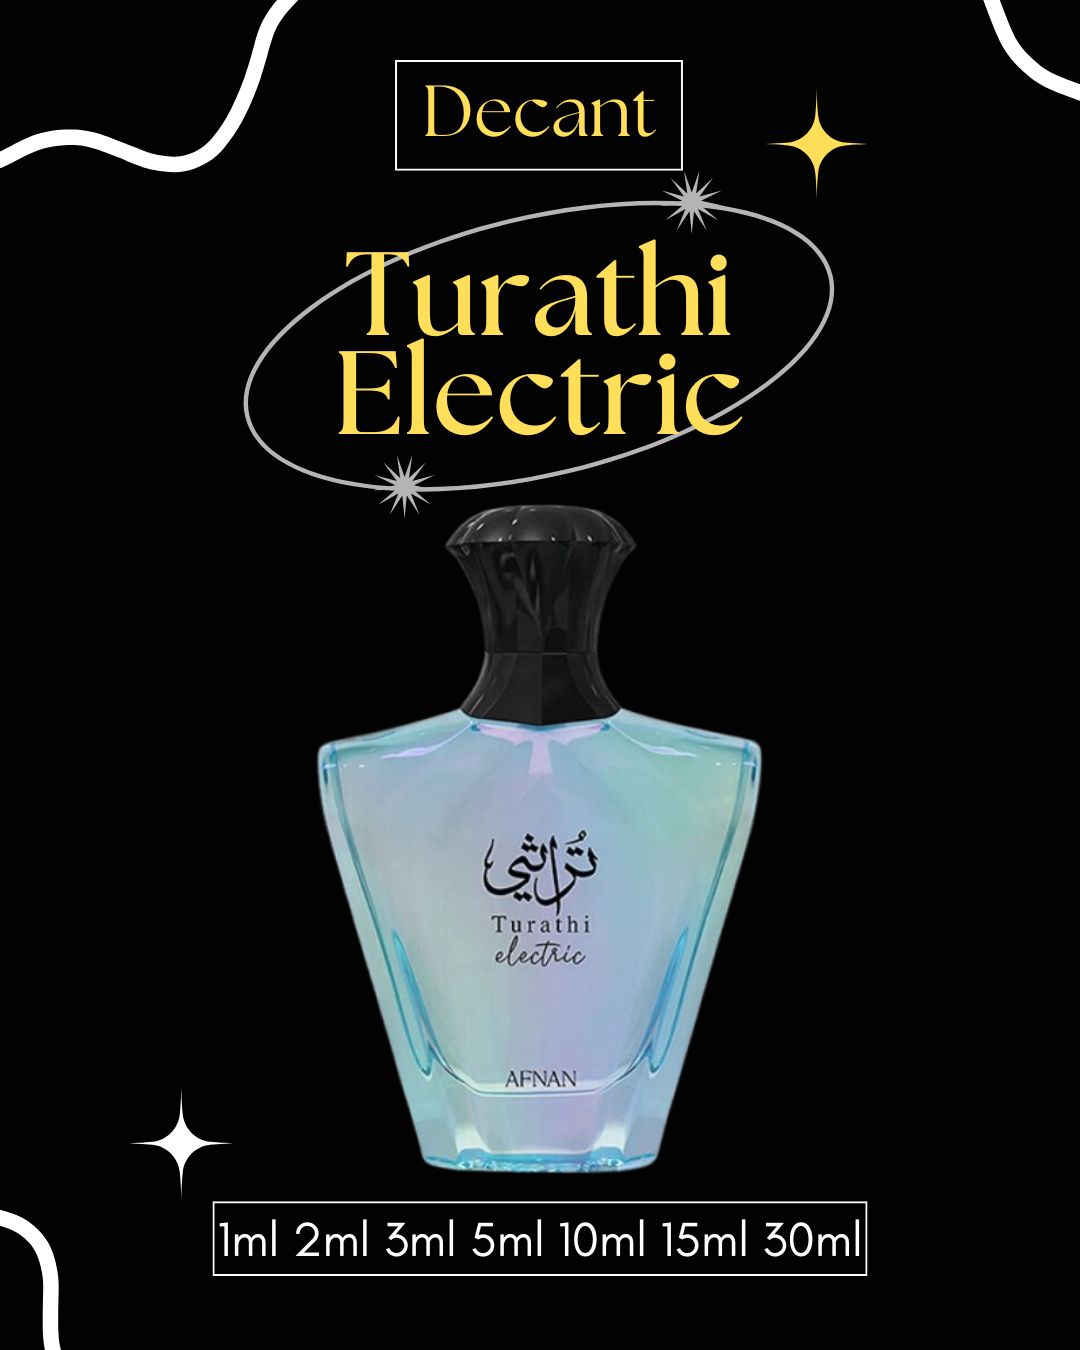 Decant
Turathi
Electric
تُراثي
Turathi
electric
AFNAN
1ml 2ml 3ml 5ml 10ml 15ml 30ml